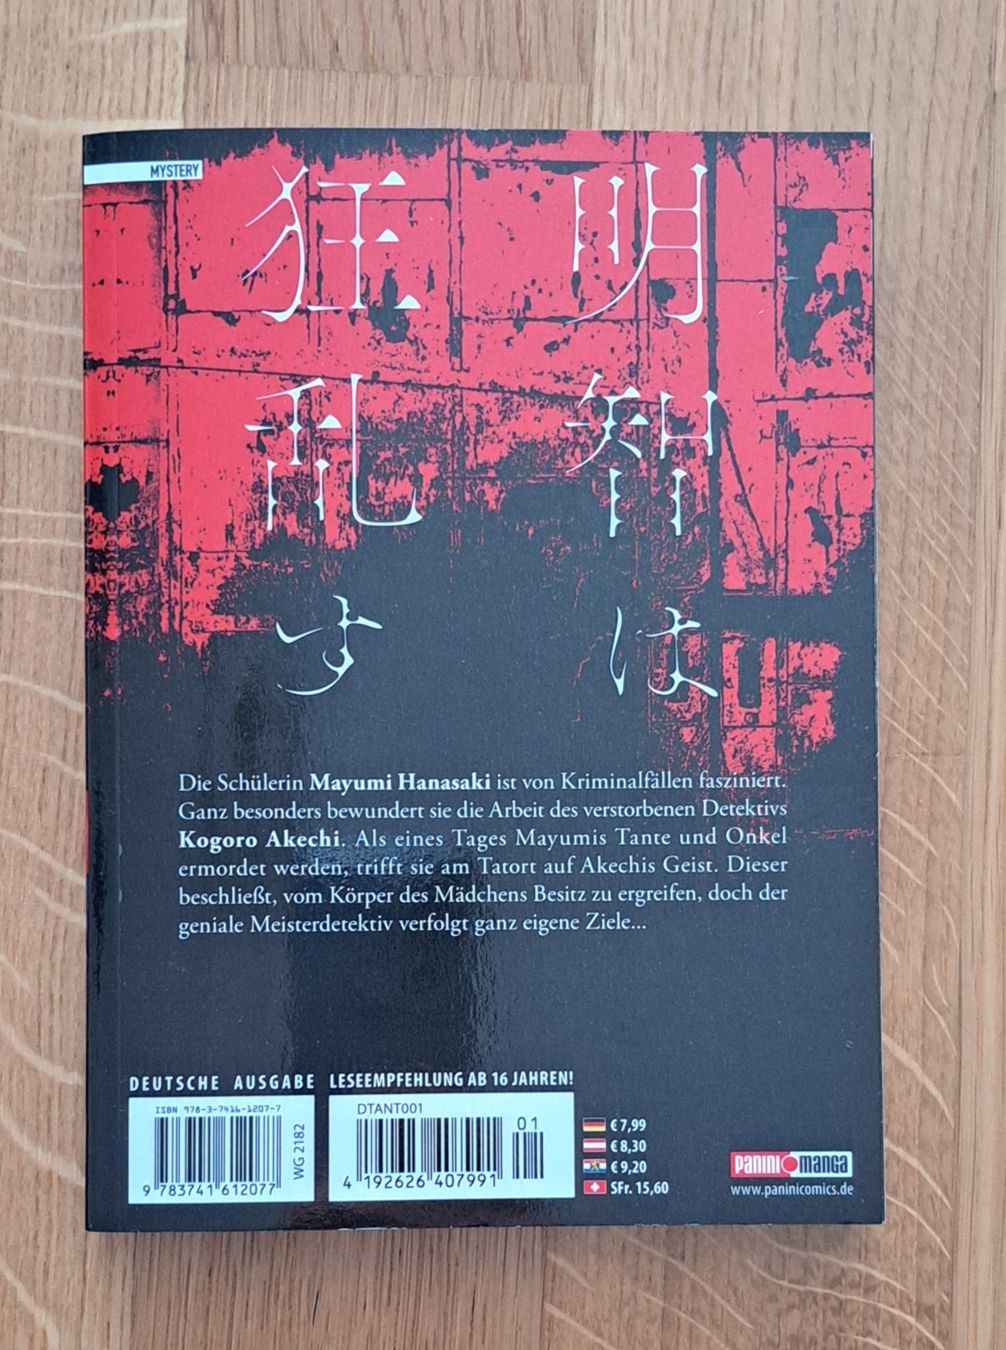 MYSTERY
明智は
狂乱す
Die Schülerin Mayumi Hanasaki ist von Kriminalfällen fasziniert.
Ganz besonders bewundert sie die Arbeit des verstorbenen Detektivs
Kogoro Akechi. Als eines Tages Mayumis Tante und Onkel
ermordet werden, trifft sie am Tatort auf Akechis Geist. Dieser
beschließt, vom Körper des Mädchens Besitz zu ergreifen, doch der
geniale Meisterdetektiv verfolgt ganz eigene Ziele...
DEUTSCHE AUSGABE
LESEEMPFEHLUNG AB 16 JAHREN!
ISBN 978-3-7416-1207-7
9 783741 612077
WG 2182
DTANT001
01
4 192626 407991
€ 7,99
€ 8,30
€ 9,20
SFr. 15,60
PANINI MANGA
www.paninicomics.de